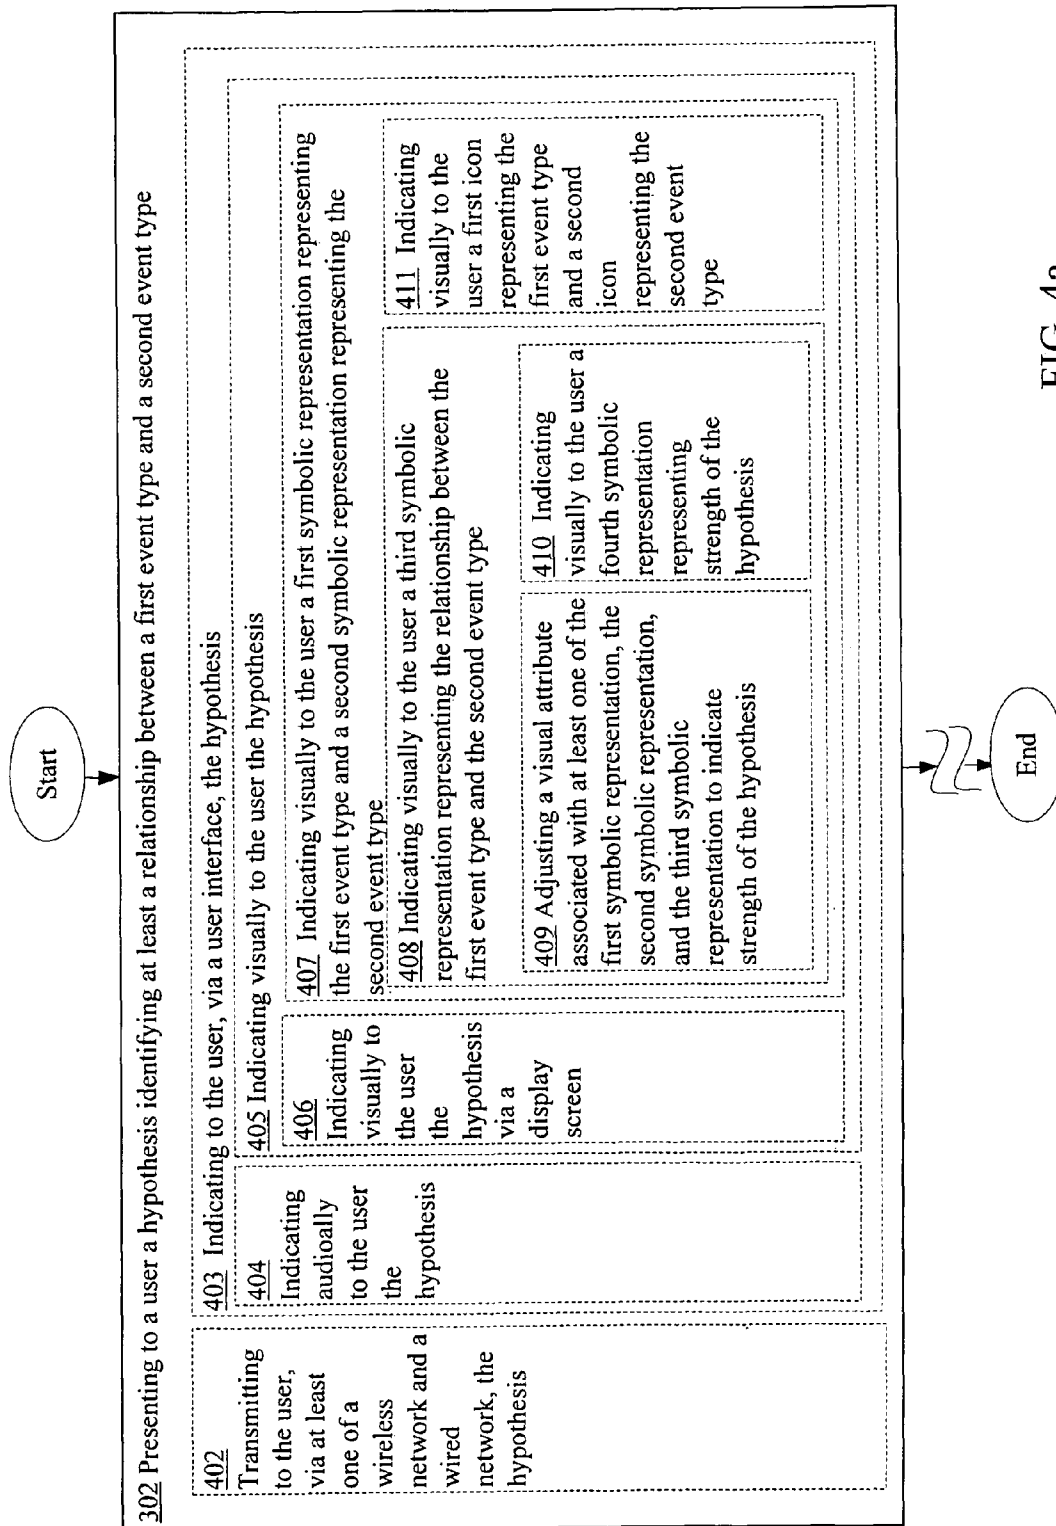 Start
302 Presenting to a user a hypothesis identifying at least a relationship between a first event type and a second event type
402
Transmitting
to the user,
via at least
one of a
wireless
network and a
wired
network, the
hypothesis
403 Indicating to the user, via a user interface, the hypothesis
404
Indicating
audioally
to the user
the
hypothesis
405 Indicating visually to the user the hypothesis
406
Indicating
visually to
the user
the
hypothesis
via a
display
screen
407 Indicating visually to the user a first symbolic representation representing
the first event type and a second symbolic representation representing the
second event type
408 Indicating visually to the user a third symbolic
representation representing the relationship between the
first event type and the second event type
409 Adjusting a visual attribute
associated with at least one of the
first symbolic representation, the
second symbolic representation,
and the third symbolic
representation to indicate
strength of the hypothesis
410 Indicating
visually to the user a
fourth symbolic
representation
representing
strength of the
hypothesis
411 Indicating
visually to the
user a first icon
representing the
first event type
and a second
icon
representing the
second event
type
End
FIG. 4a